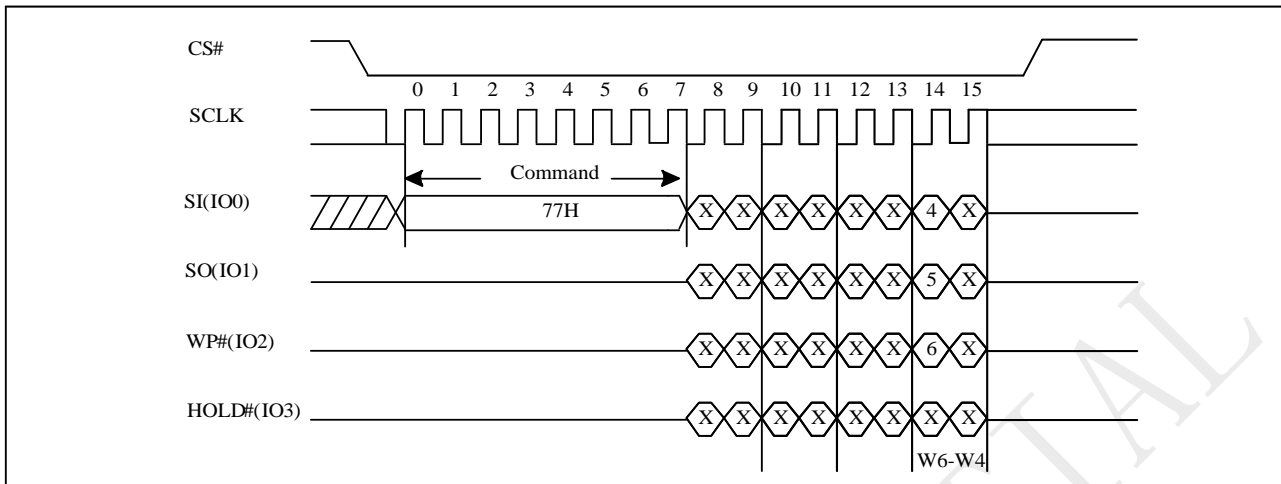 CS#
0 1 2 3 4 5 6 7 8 9 10 11 12 13 14 15
SCLK
Command
SI(IO0) 77H X X X X X X 4 X
SO(IO1) X X X X X X 5 X
WP#(IO2) X X X X X X 6 X
HOLD#(IO3) X X X X X X X X
W6-W4